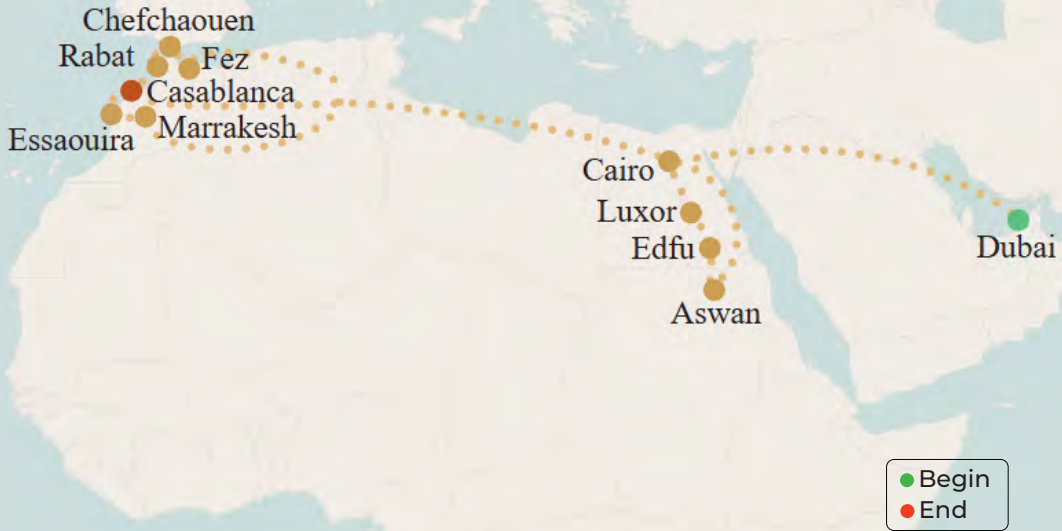 Chefchaouen
Rabat
Fez
Casablanca
Essaouira
Marrakesh
Cairo
Luxor
Edfu
Aswan
Dubai
Begin
End